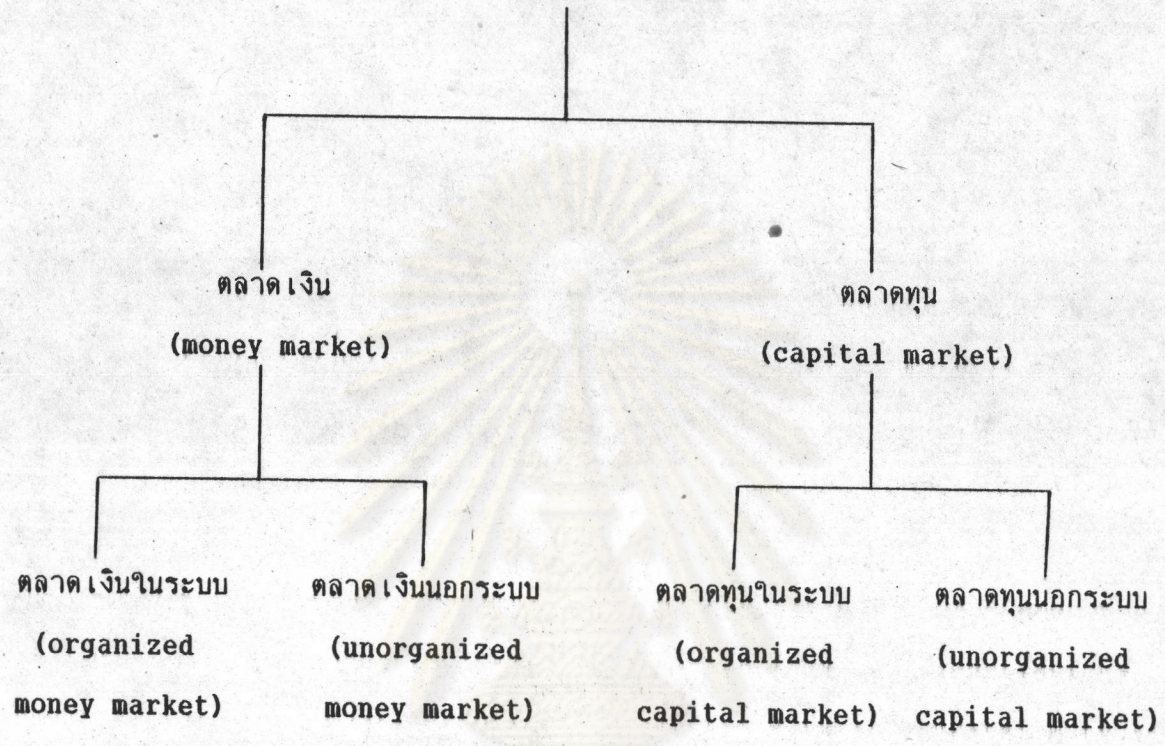 ตลาดเงิน
(money market)
ตลาดทุน
(capital market)
ตลาดเงินในระบบ
(organized
money market)
ตลาดเงินนอกระบบ
(unorganized
money market)
ตลาดทุนในระบบ
(organized
capital market)
ตลาดทุนนอกระบบ
(unorganized
capital market)